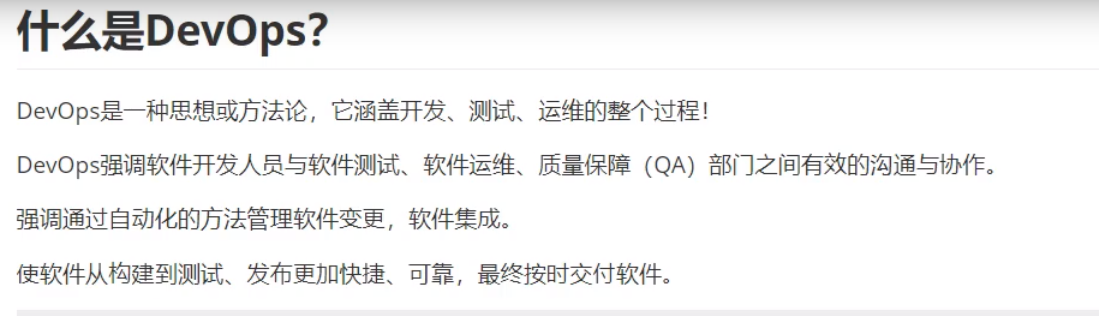 什么是DevOps？
DevOps是一种思想或方法论，它涵盖开发、测试、运维的整个过程！
DevOps强调软件开发人员与软件测试、软件运维、质量保障（QA）部门之间有效的沟通与协作。
强调通过自动化的方法管理软件变更，软件集成。
使软件从构建到测试、发布更加快捷、可靠，最终按时交付软件。